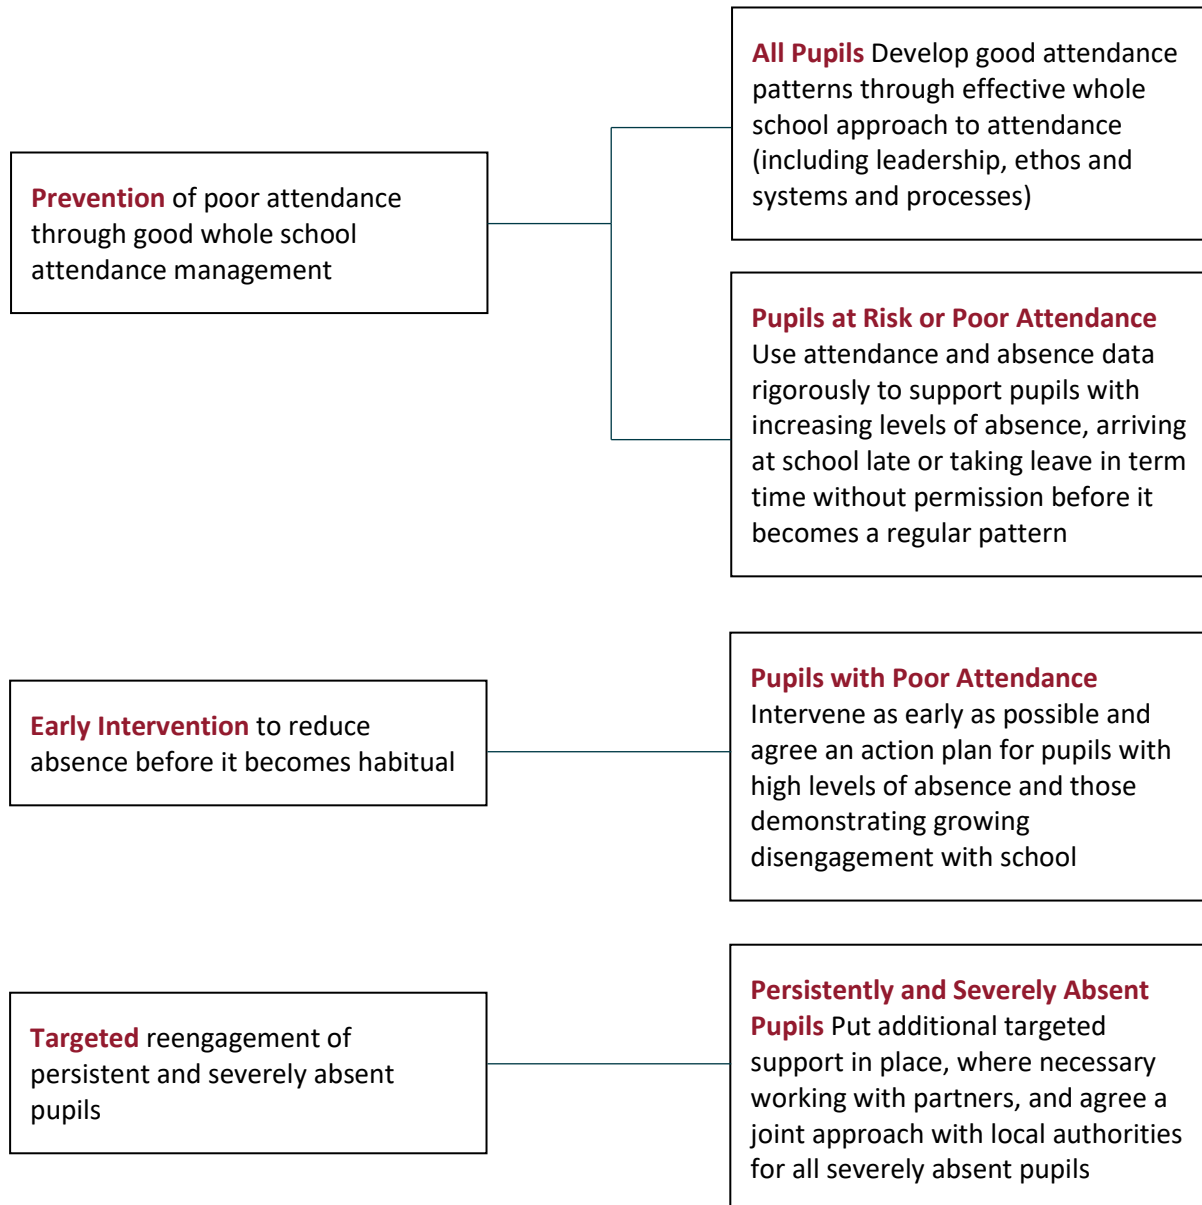 Prevention of poor attendance
through good whole school
attendance management
All Pupils Develop good attendance
patterns through effective whole
school approach to attendance
(including leadership, ethos and
systems and processes)
Pupils at Risk or Poor Attendance
Use attendance and absence data
rigorously to support pupils with
increasing levels of absence, arriving
at school late or taking leave in term
time without permission before it
becomes a regular pattern
Early Intervention to reduce
absence before it becomes habitual
Pupils with Poor Attendance
Intervene as early as possible and
agree an action plan for pupils with
high levels of absence and those
demonstrating growing
disengagement with school
Targeted reengagement of
persistent and severely absent
pupils
Persistently and Severely Absent
Pupils Put additional targeted
support in place, where necessary
working with partners, and agree a
joint approach with local authorities
for all severely absent pupils